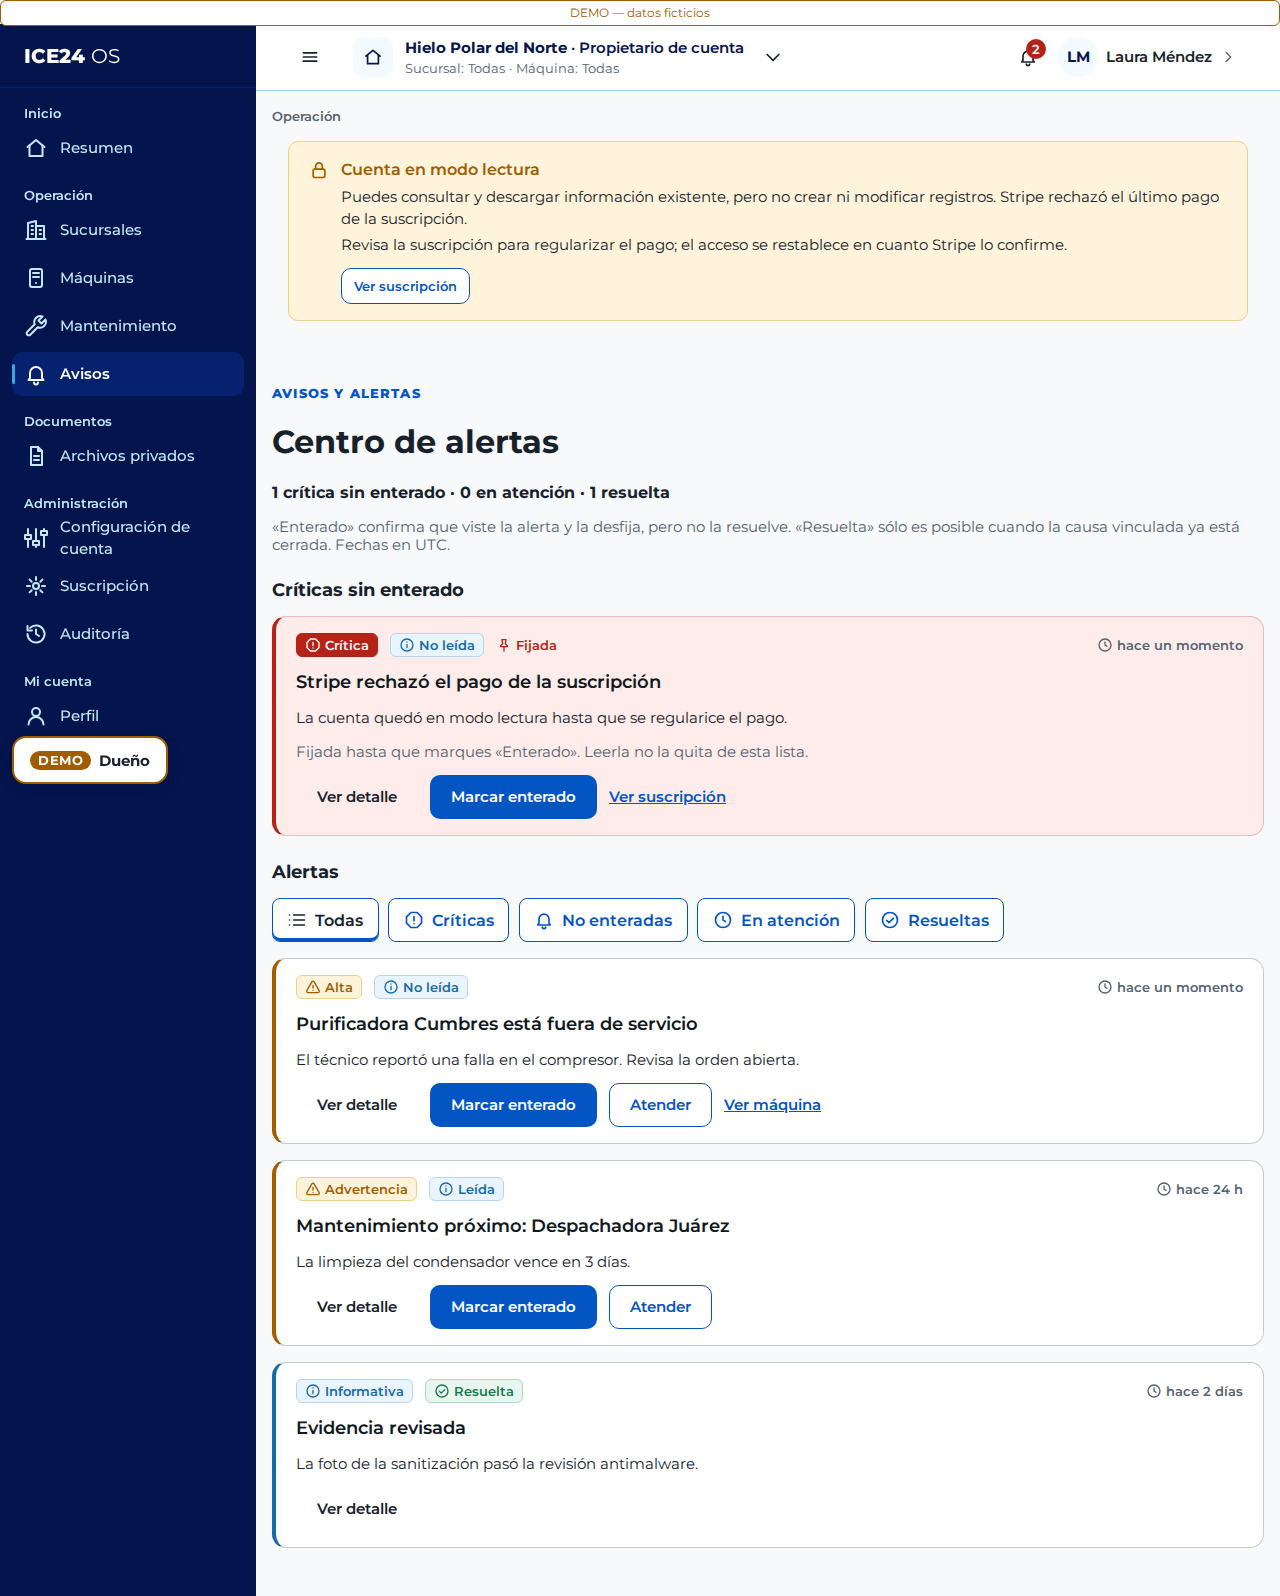 DEMO — datos ficticios
ICE24 OS
Inicio
Resumen
Operación
Sucursales
Máquinas
Mantenimiento
Avisos
Documentos
Archivos privados
Administración
Configuración de
cuenta
Suscripción
Auditoría
Mi cuenta
Perfil
DEMO Dueño
Hielo Polar del Norte · Propietario de cuenta
Sucursal: Todas · Máquina: Todas
2
LM Laura Méndez
Operación
Cuenta en modo lectura
Puedes consultar y descargar información existente, pero no crear ni modificar registros. Stripe rechazó el último pago
de la suscripción.
Revisa la suscripción para regularizar el pago; el acceso se restablece en cuanto Stripe lo confirme.
Ver suscripción
AVISOS Y ALERTAS
Centro de alertas
1 crítica sin enterado · 0 en atención · 1 resuelta
«Enterado» confirma que viste la alerta y la desfija, pero no la resuelve. «Resuelta» sólo es posible cuando la causa vinculada ya está
cerrada. Fechas en UTC.
Críticas sin enterado
Crítica No leída Fijada hace un momento
Stripe rechazó el pago de la suscripción
La cuenta quedó en modo lectura hasta que se regularice el pago.
Fijada hasta que marques «Enterado». Leerla no la quita de esta lista.
Ver detalle Marcar enterado Ver suscripción
Alertas
Todas Críticas No enteradas En atención Resueltas
Alta No leída hace un momento
Purificadora Cumbres está fuera de servicio
El técnico reportó una falla en el compresor. Revisa la orden abierta.
Ver detalle Marcar enterado Atender Ver máquina
Advertencia Leída hace 24 h
Mantenimiento próximo: Despachadora Juárez
La limpieza del condensador vence en 3 días.
Ver detalle Marcar enterado Atender
Informativa Resuelta hace 2 días
Evidencia revisada
La foto de la sanitización pasó la revisión antimalware.
Ver detalle